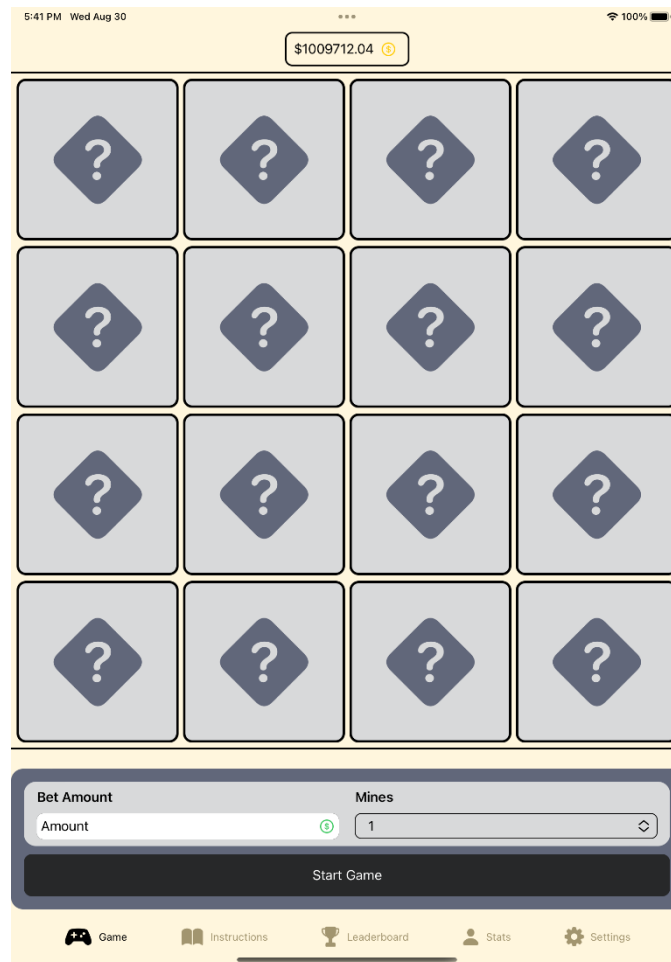 5:41 PM Wed Aug 30 100%
$1009712.04 $
? ? ? ?
? ? ? ?
? ? ? ?
? ? ? ?
Bet Amount Mines
Amount $ 1
Start Game
Game Instructions Leaderboard Stats Settings